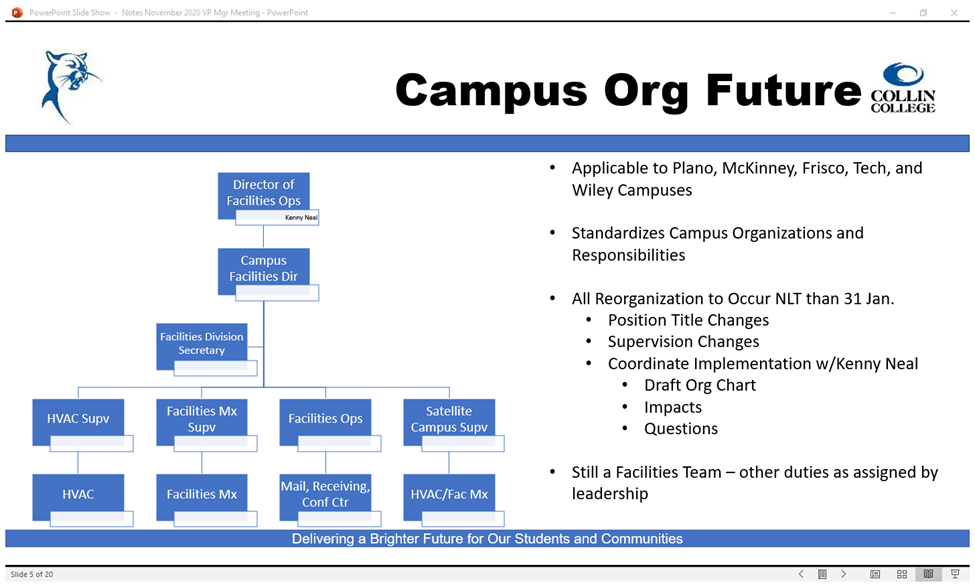 PowerPoint Slide Show - Notes November 2020 VP Mgr Meeting - PowerPoint
Campus Org Future
COLLIN
COLLEGE
Director of
Facilities Ops
Kenny Neal
Campus
Facilities Dir
Facilities Division
Secretary
HVAC Supv
Facilities Mx
Supv
Facilities Ops
Satellite
Campus Supv
HVAC
Facilities Mx
Mail, Receiving,
Conf Ctr
HVAC/Fac Mx
• Applicable to Plano, McKinney, Frisco, Tech, and
Wiley Campuses
• Standardizes Campus Organizations and
Responsibilities
• All Reorganization to Occur NLT than 31 Jan.
• Position Title Changes
• Supervision Changes
• Coordinate Implementation w/Kenny Neal
• Draft Org Chart
• Impacts
• Questions
• Still a Facilities Team – other duties as assigned by
leadership
Delivering a Brighter Future for Our Students and Communities
Slide 5 of 20